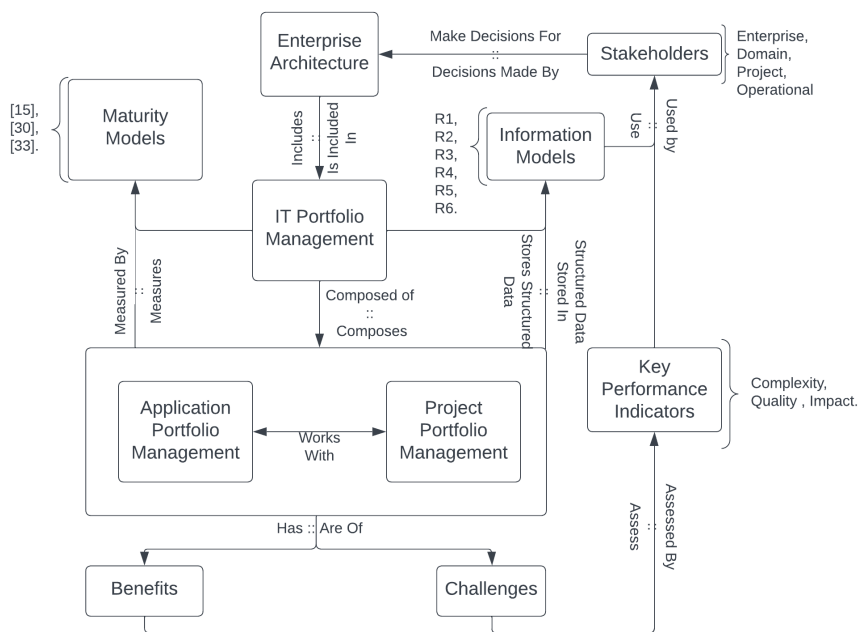 Enterprise
Architecture
Make Decisions For
::
Decisions Made By
Stakeholders
Enterprise,
Domain,
Project,
Operational
[15],
[30],
[33].
Maturity
Models
Includes
::
Is Included
In
R1,
R2,
R3,
R4,
R5,
R6.
Information
Models
Use
::
Used by
IT Portfolio
Management
Measured By
::
Measures
Composed of
::
Composes
Stores Structured
Data
::
Structured Data
Stored In
Key
Performance
Indicators
Complexity,
Quality , Impact.
Application
Portfolio
Management
Works
With
Project
Portfolio
Management
Has :: Are Of
Assess
::
Assessed By
Benefits
Challenges